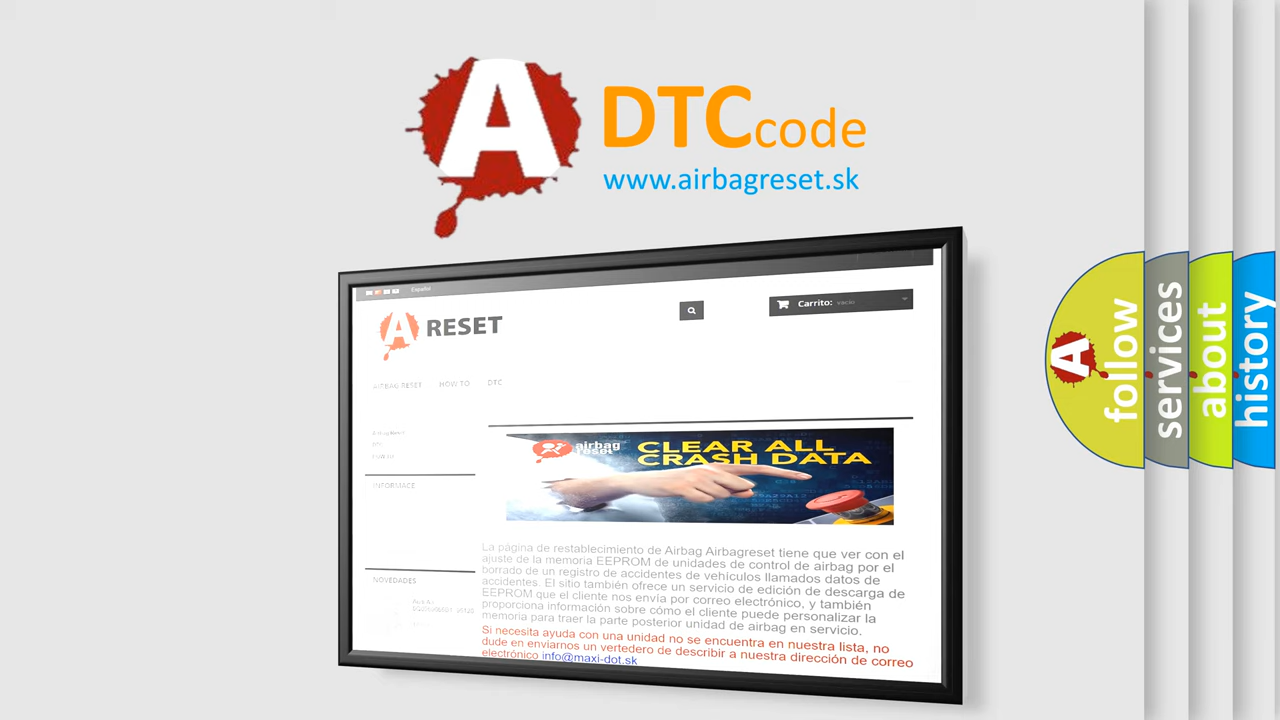 A
DTCcode
www.airbagreset.sk
Español
A RESET
Carrito: vacío
AIRBAG RESET HOW TO DTC
INFORMACE
airbag
reset
CLEAR ALL
CRASH DATA
La página de restablecimiento de Airbag Airbagreset tiene que ver con el
ajuste de la memoria EEPROM de unidades de control de airbag por el
borrado de un registro de accidentes de vehículos llamados datos de
accidentes. El sitio también ofrece un servicio de edición de descarga de
EEPROM que el cliente nos envía por correo electrónico, y también
proporciona información sobre cómo el cliente puede personalizar la
memoria para traer la parte posterior unidad de airbag en servicio.
Si necesita ayuda con una unidad no se encuentra en nuestra lista, no
dude en enviarnos un vertedero de describir a nuestra dirección de correo
electrónico info@maxi-dot.sk
NOVEDADES
A
follow
services
about
history